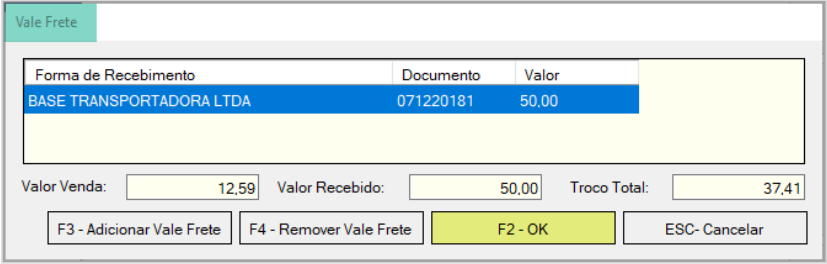 Vale Frete
Forma de Recebimento Documento Valor
BASE TRANSPORTADORA LTDA 071220181 50,00
Valor Venda: 12,59 Valor Recebido: 50,00 Troco Total: 37,41
F3 - Adicionar Vale Frete F4 - Remover Vale Frete F2 - OK ESC- Cancelar